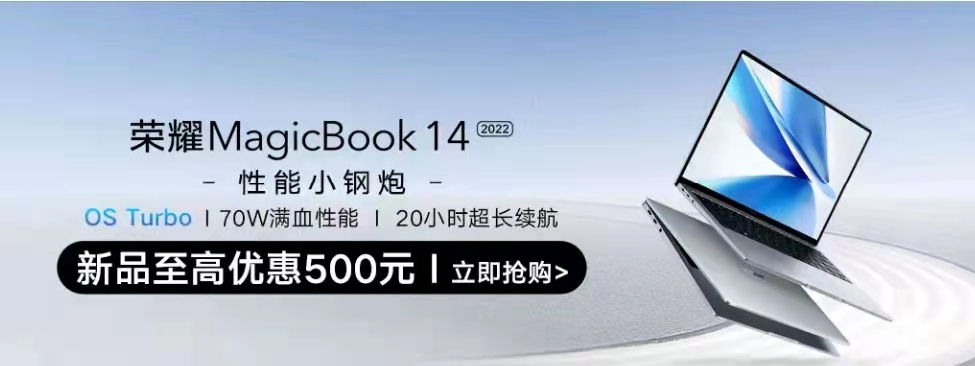 荣耀MagicBook 14 2022
- 性能小钢炮 -
OS Turbo | 70W满血性能 | 20小时超长续航
新品至高优惠500元 | 立即抢购>